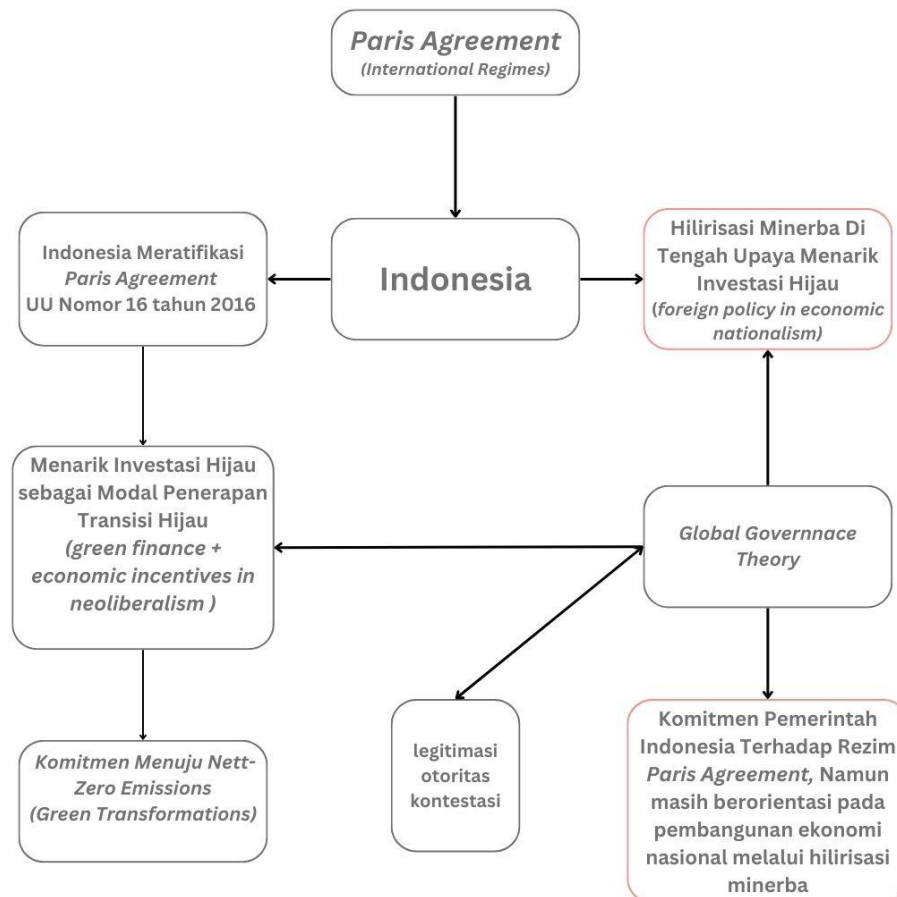 Paris Agreement
(International Regimes)
Indonesia Meratifikasi
Paris Agreement
UU Nomor 16 tahun 2016
Indonesia
Hilirisasi Minerba Di
Tengah Upaya Menarik
Investasi Hijau
(foreign policy in economic
nationalism)
Menarik Investasi Hijau
sebagai Modal Penerapan
Transisi Hijau
(green finance +
economic incentives in
neoliberalism )
Global Governnace
Theory
Komitmen Menuju Nett-
Zero Emissions
(Green Transformations)
legitimasi
otoritas
kontestasi
Komitmen Pemerintah
Indonesia Terhadap Rezim
Paris Agreement, Namun
masih berorientasi pada
pembangunan ekonomi
nasional melalui hilirisasi
minerba